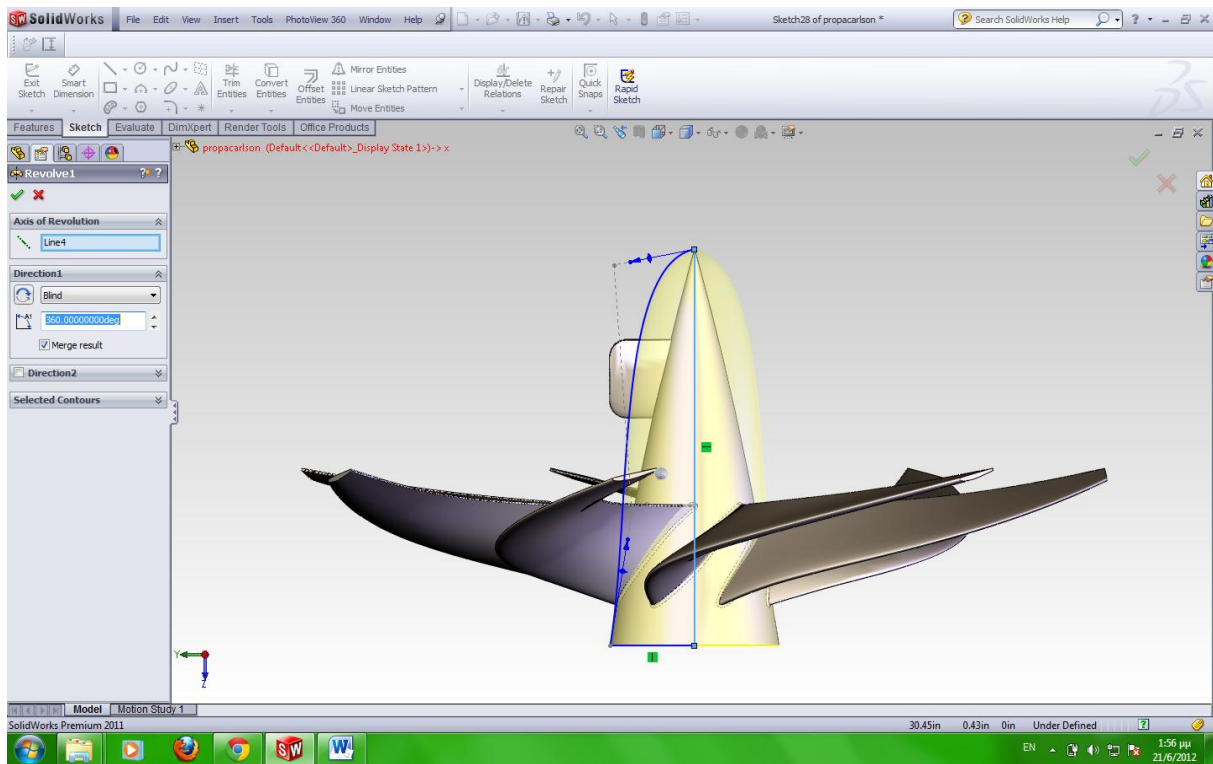 SolidWorks File Edit View Insert Tools PhotoView 360 Window Help Sketch28 of propacarlson * Search SolidWorks Help
Exit Sketch
Smart Dimension
Trim Entities
Convert Entities
Offset Entities
Mirror Entities
Linear Sketch Pattern
Move Entities
Display/Delete Relations
Repair Sketch
Quick Snaps
Rapid Sketch
Features Sketch Evaluate DimXpert Render Tools Office Products
propacarlson (Default<<Default>_Display State 1>)->x
Revolve1
Axis of Revolution
Line4
Direction1
Blind
360.00000000deg
Merge result
Direction2
Selected Contours
Y
Z
Model Motion Study 1
SolidWorks Premium 2011 30.45in 0.43in 0in Under Defined
EN 1:56 μμ
21/6/2012